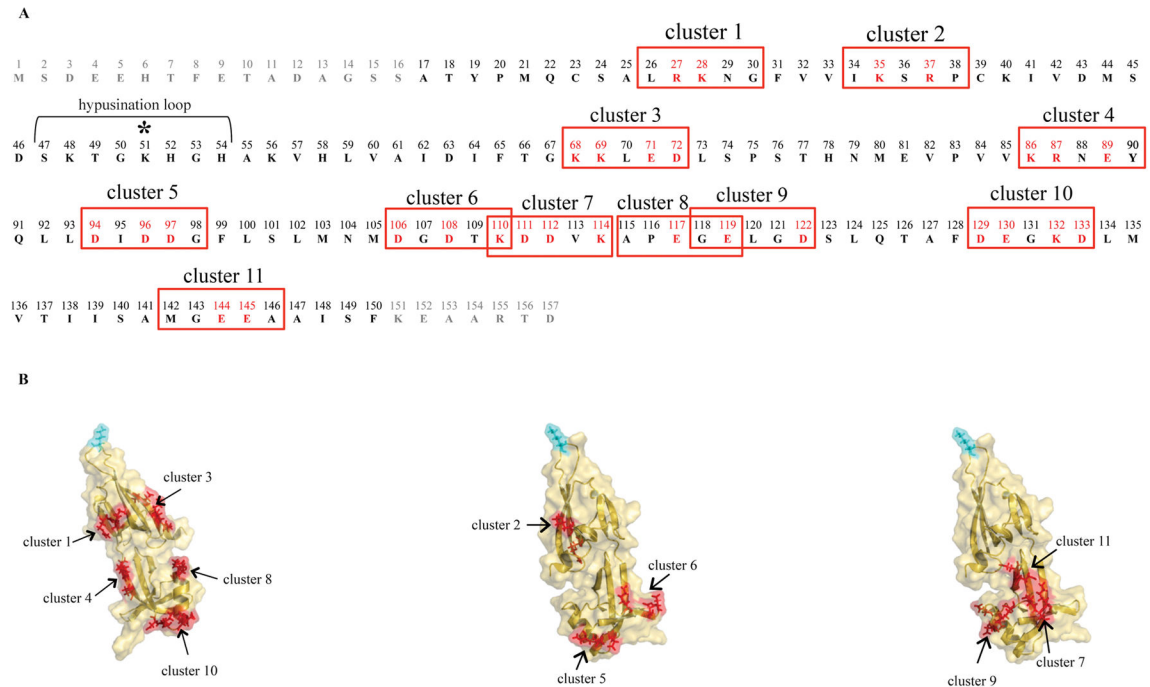 A
cluster 1 cluster 2
1 2 3 4 5 6 7 8 9 10 11 12 13 14 15 16 17 18 19 20 21 22 23 24 25 26 27 28 29 30 31 32 33 34 35 36 37 38 39 40 41 42 43 44 45
M S D E E H T F E T A D A G S S A T Y P M Q C S A L R K N G F V V I K S R P C K I V D M S
hypusination loop
*
cluster 3 cluster 4
46 47 48 49 50 51 52 53 54 55 56 57 58 59 60 61 62 63 64 65 66 67 68 69 70 71 72 73 74 75 76 77 78 79 80 81 82 83 84 85 86 87 88 89 90
D S K T G K H G H A K V H L V A I D I F T G K K L E D L S P S T H N M E V P V V K R N E Y
cluster 5 cluster 6 cluster 7 cluster 8 cluster 9 cluster 10
91 92 93 94 95 96 97 98 99 100 101 102 103 104 105 106 107 108 109 110 111 112 113 114 115 116 117 118 119 120 121 122 123 124 125 126 127 128 129 130 131 132 133 134 135
Q L L D I D D G F L S L M N M D G D T K D D V K A P E G E L G D S L Q T A F D E G K D L M
cluster 11
136 137 138 139 140 141 142 143 144 145 146 147 148 149 150 151 152 153 154 155 157
V T I I S A M G E E A A I S F K E A A R T D
B
cluster 3
cluster 1
cluster 8
cluster 4
cluster 10
cluster 2
cluster 6
cluster 5
cluster 11
cluster 9
cluster 7